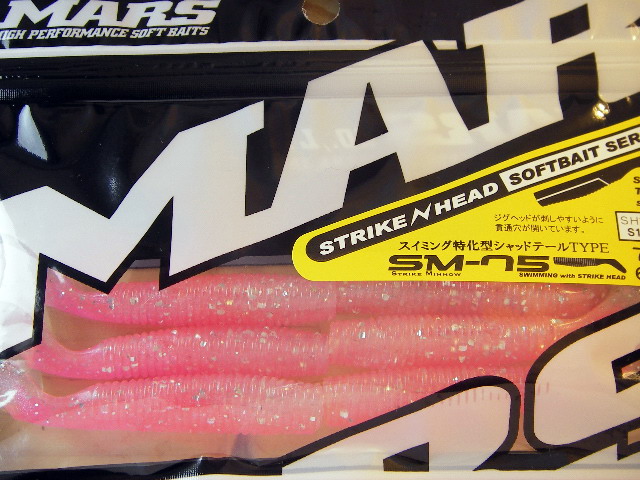 MARS
HIGH PERFORMANCE SOFT BAITS
MAR
STRIKE HEAD SOFTBAIT SER
ジグヘッドが刺しやすいように
貫通穴が開いています。
スイミング特化型シャッドテールTYPE
SM-05
STRIKE MINNOW
SWIMMING with STRIKE HEAD
SH
S1